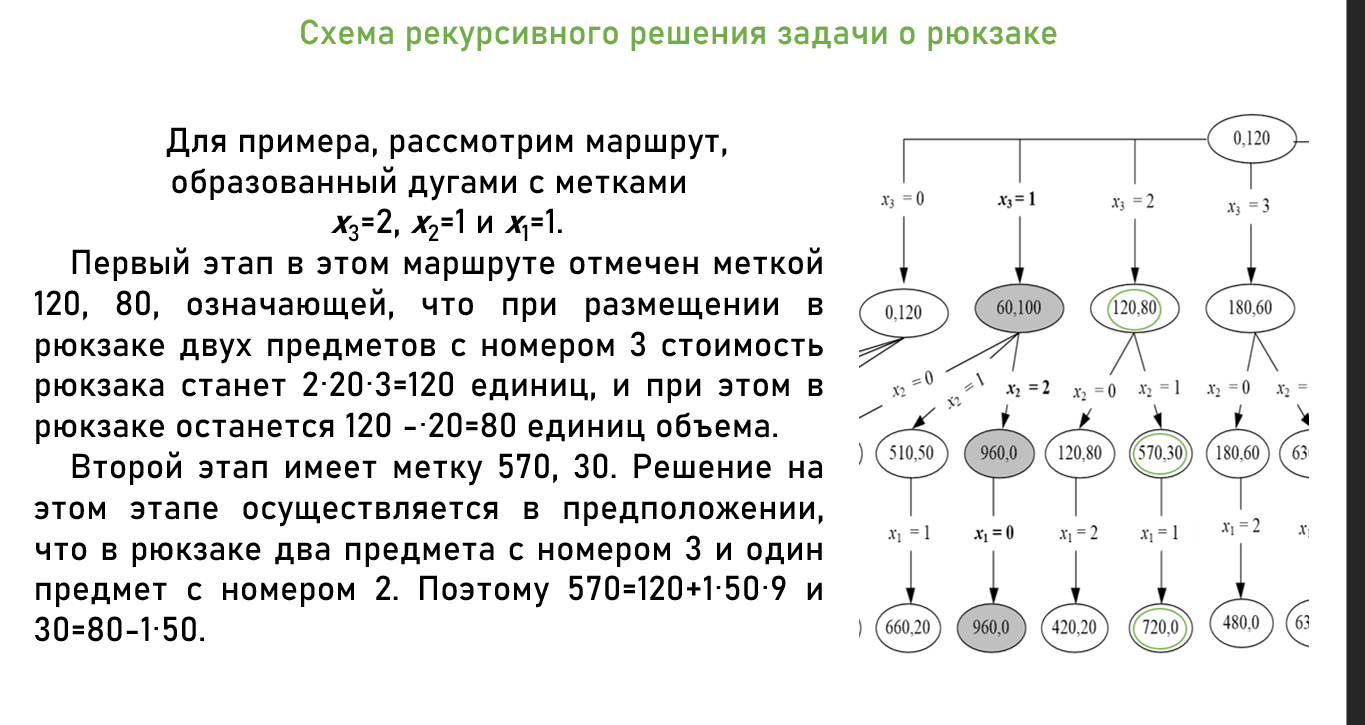 Схема рекурсивного решения задачи о рюкзаке
Для примера, рассмотрим маршрут,
образованный дугами с метками
x3=2, x2=1 и x1=1.
Первый этап в этом маршруте отмечен меткой
120, 80, означающей, что при размещении в
рюкзаке двух предметов с номером 3 стоимость
рюкзака станет 2·20·3=120 единиц, и при этом в
рюкзаке останется 120 -·20=80 единиц объема.
Второй этап имеет метку 570, 30. Решение на
этом этапе осуществляется в предположении,
что в рюкзаке два предмета с номером 3 и один
предмет с номером 2. Поэтому 570=120+1·50·9 и
30=80-1·50.
0,120
x3 = 0 x3 = 1 x3 = 2 x3 = 3
0,120 60,100 120,80 180,60
x2 = 0 x2 = 1 x2 = 2 x2 = 0 x2 = 1 x2 = 0 x2 =
) 510,50 960,0 120,80 570,30 180,60 63
x1 = 1 x1 = 0 x1 = 2 x1 = 1 x1 = 2 x1
) 660,20 960,0 420,20 720,0 480,0 63